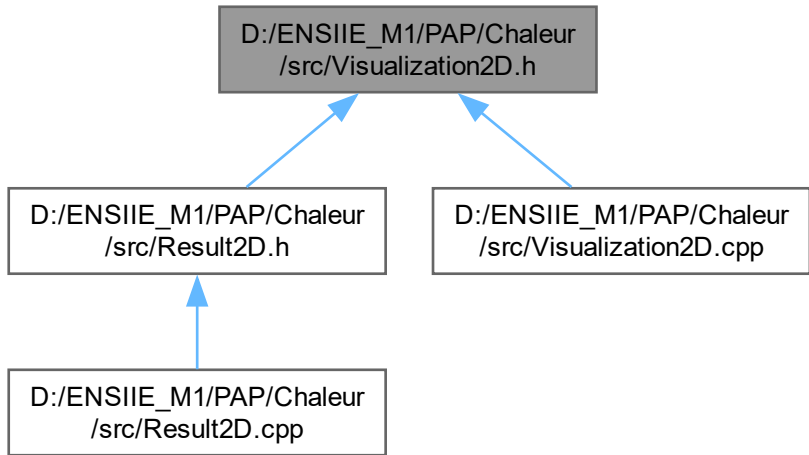 D:/ENSIIE_M1/PAP/Chaleur
/src/Visualization2D.h
D:/ENSIIE_M1/PAP/Chaleur
/src/Result2D.h
D:/ENSIIE_M1/PAP/Chaleur
/src/Visualization2D.cpp
D:/ENSIIE_M1/PAP/Chaleur
/src/Result2D.cpp